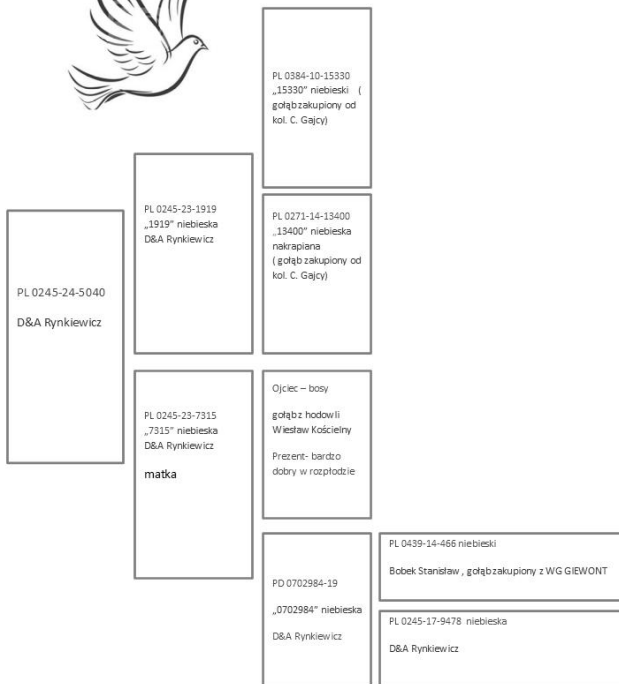 PL 0384-10-15330
„15330” niebieski (
gołąb zakupiony od
kol. C. Gajcy)
PL 0245-23-1919
„1919” niebieska
D&A Rynkiewicz
PL 0271-14-13400
„13400” niebieska
nakrapiana
( gołąb zakupiony od
kol. C. Gajcy)
PL 0245-24-5040
D&A Rynkiewicz
PL 0245-23-7315
„7315” niebieska
D&A Rynkiewicz
matka
Ojciec – bosy
gołąb z hodowli
Wiesław Kościelny
Prezent- bardzo
dobry w rozpłodzie
PD 0702984-19
„0702984” niebieska
D&A Rynkiewicz
PL 0439-14-466 niebieski
Bobek Stanisław , gołąb zakupiony z WG GIEWONT
PL 0245-17-9478 niebieska
D&A Rynkiewicz